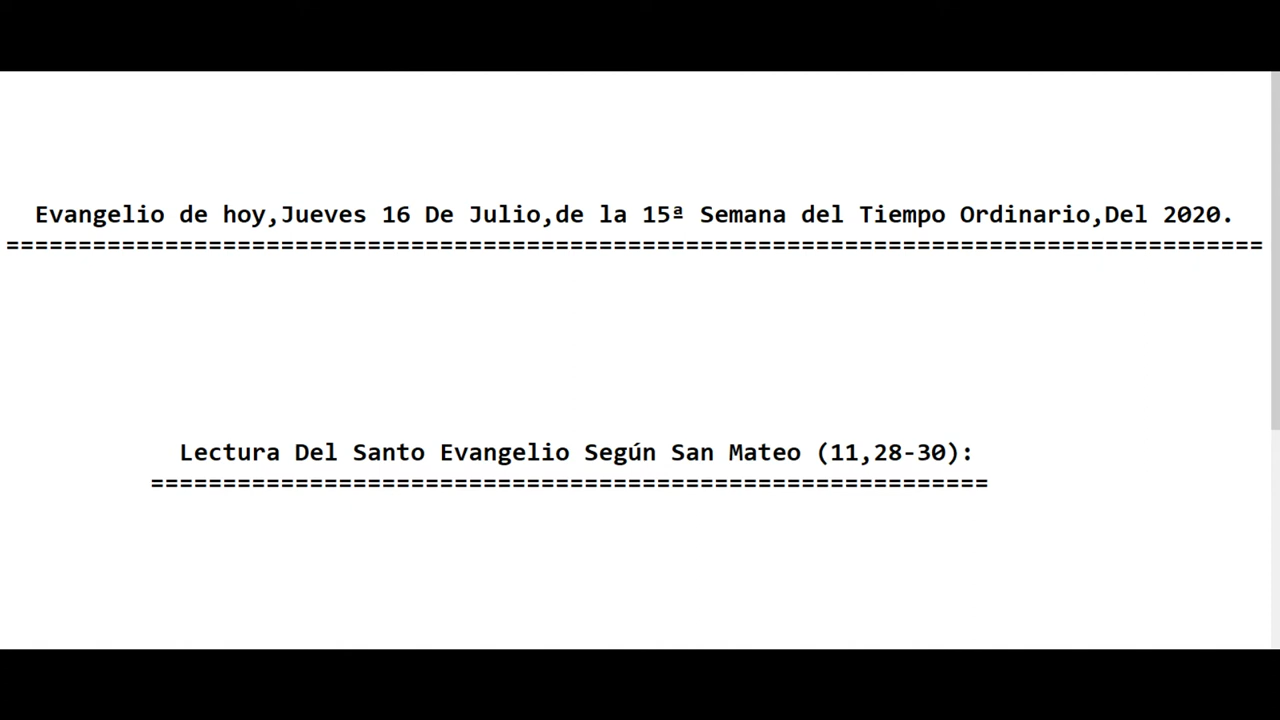 Evangelio de hoy,Jueves 16 De Julio,de la 15ª Semana del Tiempo Ordinario,Del 2020.
=======================================================================================
Lectura Del Santo Evangelio Según San Mateo (11,28-30):
==========================================================